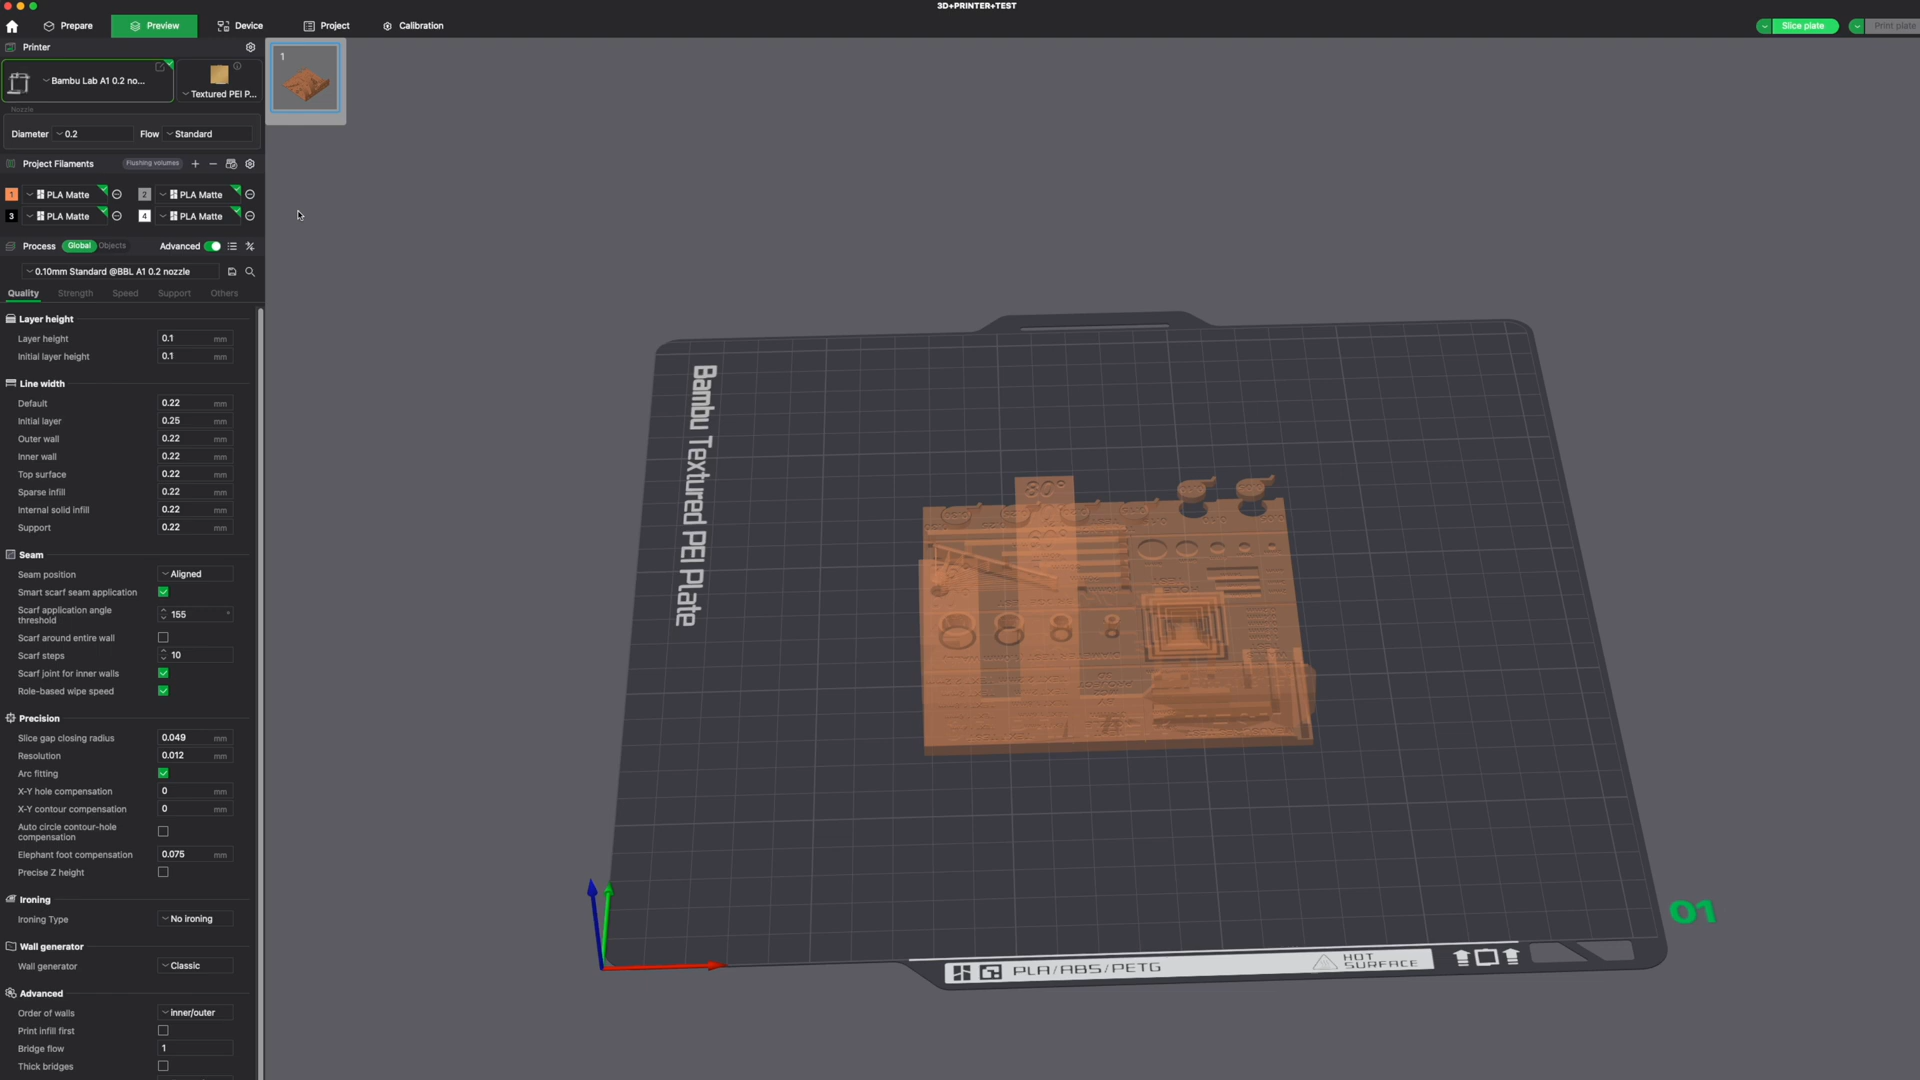 3D+PRINTER+TEST
Prepare
Preview
Device
Project
Calibration
Slice plate
Print plate
Printer
Bambu Lab A1 0.2 no...
Textured PEI P...
Nozzle
Diameter
0.2
Flow
Standard
Project Filaments
Flushing volumes
1
PLA Matte
2
PLA Matte
3
PLA Matte
4
PLA Matte
Process
Global
Objects
Advanced
0.10mm Standard @BBL A1 0.2 nozzle
Quality
Strength
Speed
Support
Others
Layer height
Layer height 0.1 mm
Initial layer height 0.1 mm
Line width
Default 0.22 mm
Initial layer 0.25 mm
Outer wall 0.22 mm
Inner wall 0.22 mm
Top surface 0.22 mm
Sparse infill 0.22 mm
Internal solid infill 0.22 mm
Support 0.22 mm
Seam
Seam position Aligned
Smart scarf seam application
Scarf application angle
threshold
155 °
Scarf around entire wall
Scarf steps 10
Scarf joint for inner walls
Role-based wipe speed
Precision
Slice gap closing radius 0.049 mm
Resolution 0.012 mm
Arc fitting
X-Y hole compensation 0 mm
X-Y contour compensation 0 mm
Auto circle contour-hole
compensation
Elephant foot compensation 0.075 mm
Precise Z height
Ironing
Ironing Type No ironing
Wall generator
Wall generator Classic
Advanced
Order of walls inner/outer
Print infill first
Bridge flow 1
Thick bridges
1
Bambu Textured PEI Plate
80°
01
PLA/ABS/PETG
HOT
SURFACE